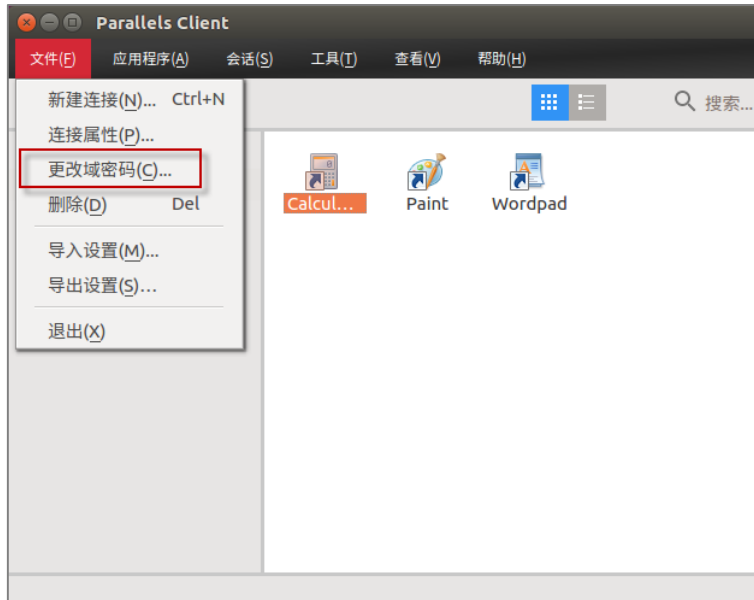 Parallels Client
文件(F) 应用程序(A) 会话(S) 工具(T) 查看(V) 帮助(H)
新建连接(N)... Ctrl+N
搜索...
连接属性(P)...
更改域密码(C)...
删除(D) Del
Calcul... Paint Wordpad
导入设置(M)...
导出设置(S)...
退出(X)